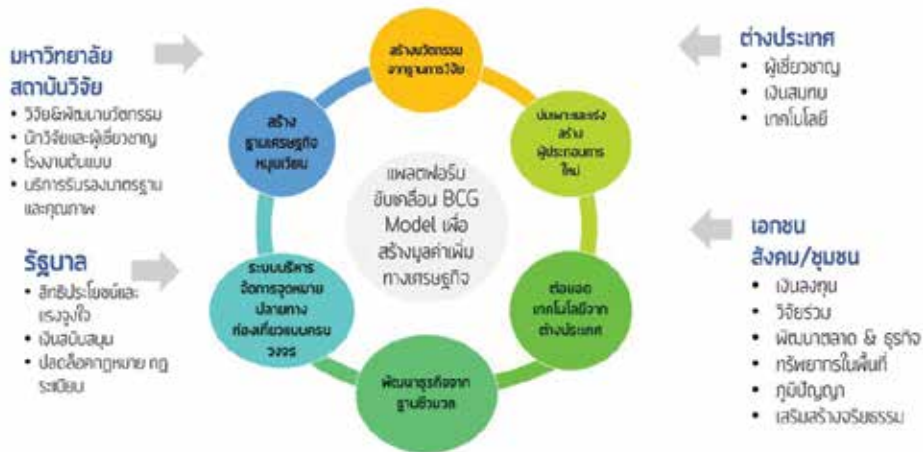 มหาวิทยาลัย
สถาบันวิจัย
• วิจัย&พัฒนานวัตกรรม
• นักวิจัยและผู้เชี่ยวชาญ
• โรงงานต้นแบบ
• บริการรับรองมาตรฐาน
และคุณภาพ
รัฐบาล
• สิทธิประโยชน์และ
แรงจูงใจ
• เงินสนับสนุน
• ปลดล็อคกฎหมาย กฎ
ระเบียบ
สร้างนวัตกรรม
จากฐานการวิจัย
บ่มเพาะและเร่ง
สร้าง
ผู้ประกอบการ
ใหม่
ต่อยอด
เทคโนโลยีจาก
ต่างประเทศ
พัฒนาธุรกิจจาก
ฐานชีวมวล
ระบบบริหาร
จัดการจุดหมาย
ปลายทาง
ท่องเที่ยวแบบครบ
วงจร
สร้าง
ฐานเศรษฐกิจ
หมุนเวียน
แพลตฟอร์ม
ขับเคลื่อน BCG
Model เพื่อ
สร้างมูลค่าเพิ่ม
ทางเศรษฐกิจ
ต่างประเทศ
• ผู้เชี่ยวชาญ
• เงินสมทบ
• เทคโนโลยี
เอกชน
สังคม/ชุมชน
• เงินลงทุน
• วิจัยร่วม
• พัฒนาตลาด & ธุรกิจ
• ทรัพยากรในพื้นที่
• ภูมิปัญญา
• เสริมสร้างจริยธรรม